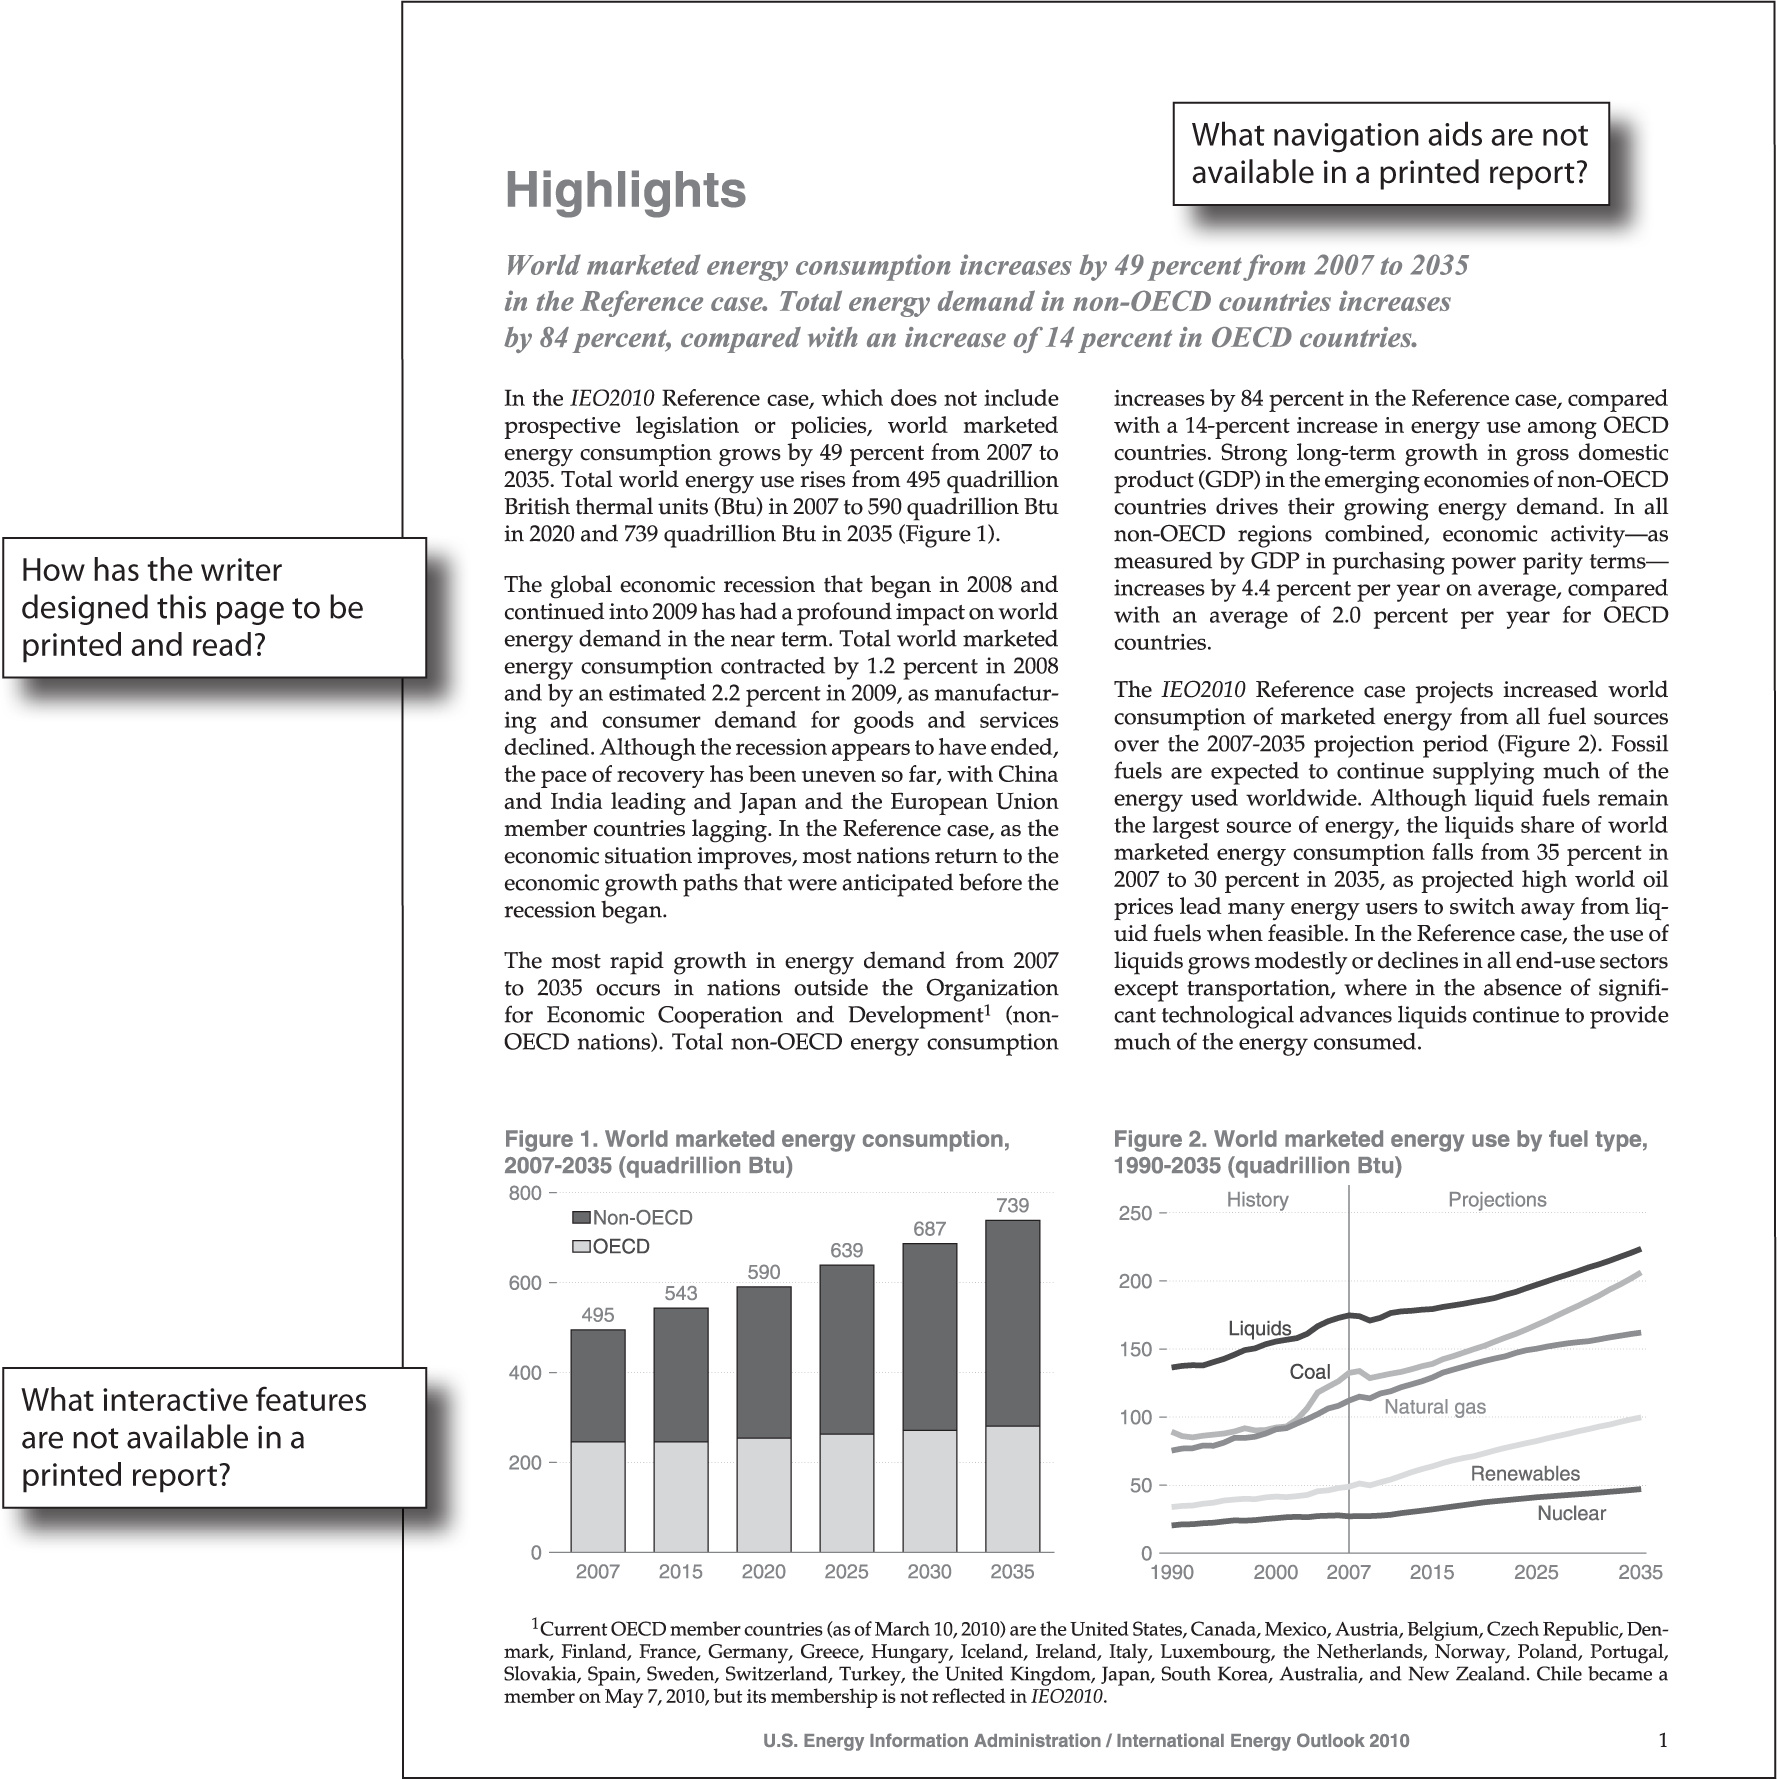 What navigation aids are not
available in a printed report?
Highlights
World marketed energy consumption increases by 49 percent from 2007 to 2035
in the Reference case. Total energy demand in non-OECD countries increases
by 84 percent, compared with an increase of 14 percent in OECD countries.
In the IEO2010 Reference case, which does not include
prospective legislation or policies, world marketed
energy consumption grows by 49 percent from 2007 to
2035. Total world energy use rises from 495 quadrillion
British thermal units (Btu) in 2007 to 590 quadrillion Btu
in 2020 and 739 quadrillion Btu in 2035 (Figure 1).
How has the writer
designed this page to be
printed and read?
The global economic recession that began in 2008 and
continued into 2009 has had a profound impact on world
energy demand in the near term. Total world marketed
energy consumption contracted by 1.2 percent in 2008
and by an estimated 2.2 percent in 2009, as manufactur-
ing and consumer demand for goods and services
declined. Although the recession appears to have ended,
the pace of recovery has been uneven so far, with China
and India leading and Japan and the European Union
member countries lagging. In the Reference case, as the
economic situation improves, most nations return to the
economic growth paths that were anticipated before the
recession began.
The most rapid growth in energy demand from 2007
to 2035 occurs in nations outside the Organization
for Economic Cooperation and Development1 (non-
OECD nations). Total non-OECD energy consumption
increases by 84 percent in the Reference case, compared
with a 14-percent increase in energy use among OECD
countries. Strong long-term growth in gross domestic
product (GDP) in the emerging economies of non-OECD
countries drives their growing energy demand. In all
non-OECD regions combined, economic activity—as
measured by GDP in purchasing power parity terms—
increases by 4.4 percent per year on average, compared
with an average of 2.0 percent per year for OECD
countries.
The IEO2010 Reference case projects increased world
consumption of marketed energy from all fuel sources
over the 2007-2035 projection period (Figure 2). Fossil
fuels are expected to continue supplying much of the
energy used worldwide. Although liquid fuels remain
the largest source of energy, the liquids share of world
marketed energy consumption falls from 35 percent in
2007 to 30 percent in 2035, as projected high world oil
prices lead many energy users to switch away from liq-
uid fuels when feasible. In the Reference case, the use of
liquids grows modestly or declines in all end-use sectors
except transportation, where in the absence of signifi-
cant technological advances liquids continue to provide
much of the energy consumed.
What interactive features
are not available in a
printed report?
Figure 1. World marketed energy consumption,
2007-2035 (quadrillion Btu)
800
600
400
200
0
Non-OECD
OECD
495
543
590
639
687
739
2007 2015 2020 2025 2030 2035
Figure 2. World marketed energy use by fuel type,
1990-2035 (quadrillion Btu)
History Projections
250
200
150
100
50
0
Liquids
Coal
Natural gas
Renewables
Nuclear
1990 2000 2007 2015 2025 2035
1Current OECD member countries (as of March 10, 2010) are the United States, Canada, Mexico, Austria, Belgium, Czech Republic, Den-
mark, Finland, France, Germany, Greece, Hungary, Iceland, Ireland, Italy, Luxembourg, the Netherlands, Norway, Poland, Portugal,
Slovakia, Spain, Sweden, Switzerland, Turkey, the United Kingdom, Japan, South Korea, Australia, and New Zealand. Chile became a
member on May 7, 2010, but its membership is not reflected in IEO2010.
U.S. Energy Information Administration / International Energy Outlook 2010 1